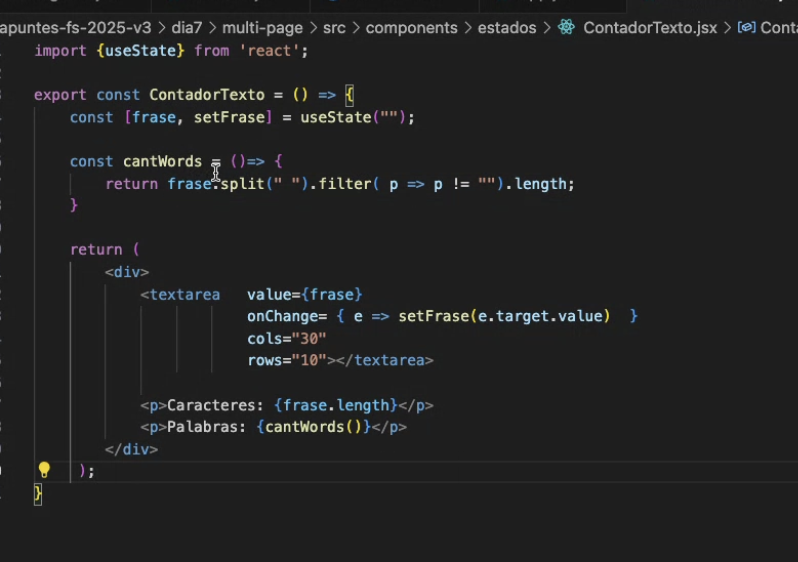 apuntes-fs-2025-v3 > dia7 > multi-page > src > components > estados > ContadorTexto.jsx > Conta
import {useState} from 'react';
export const ContadorTexto = () => {
const [frase, setFrase] = useState("");
const cantWords = ()=> {
return frase.split(" ").filter( p => p != "").length;
}
return (
<div>
<textarea value={frase}
onChange= { e => setFrase(e.target.value) }
cols="30"
rows="10"></textarea>
<p>Caracteres: {frase.length}</p>
<p>Palabras: {cantWords()}</p>
</div>
);
}